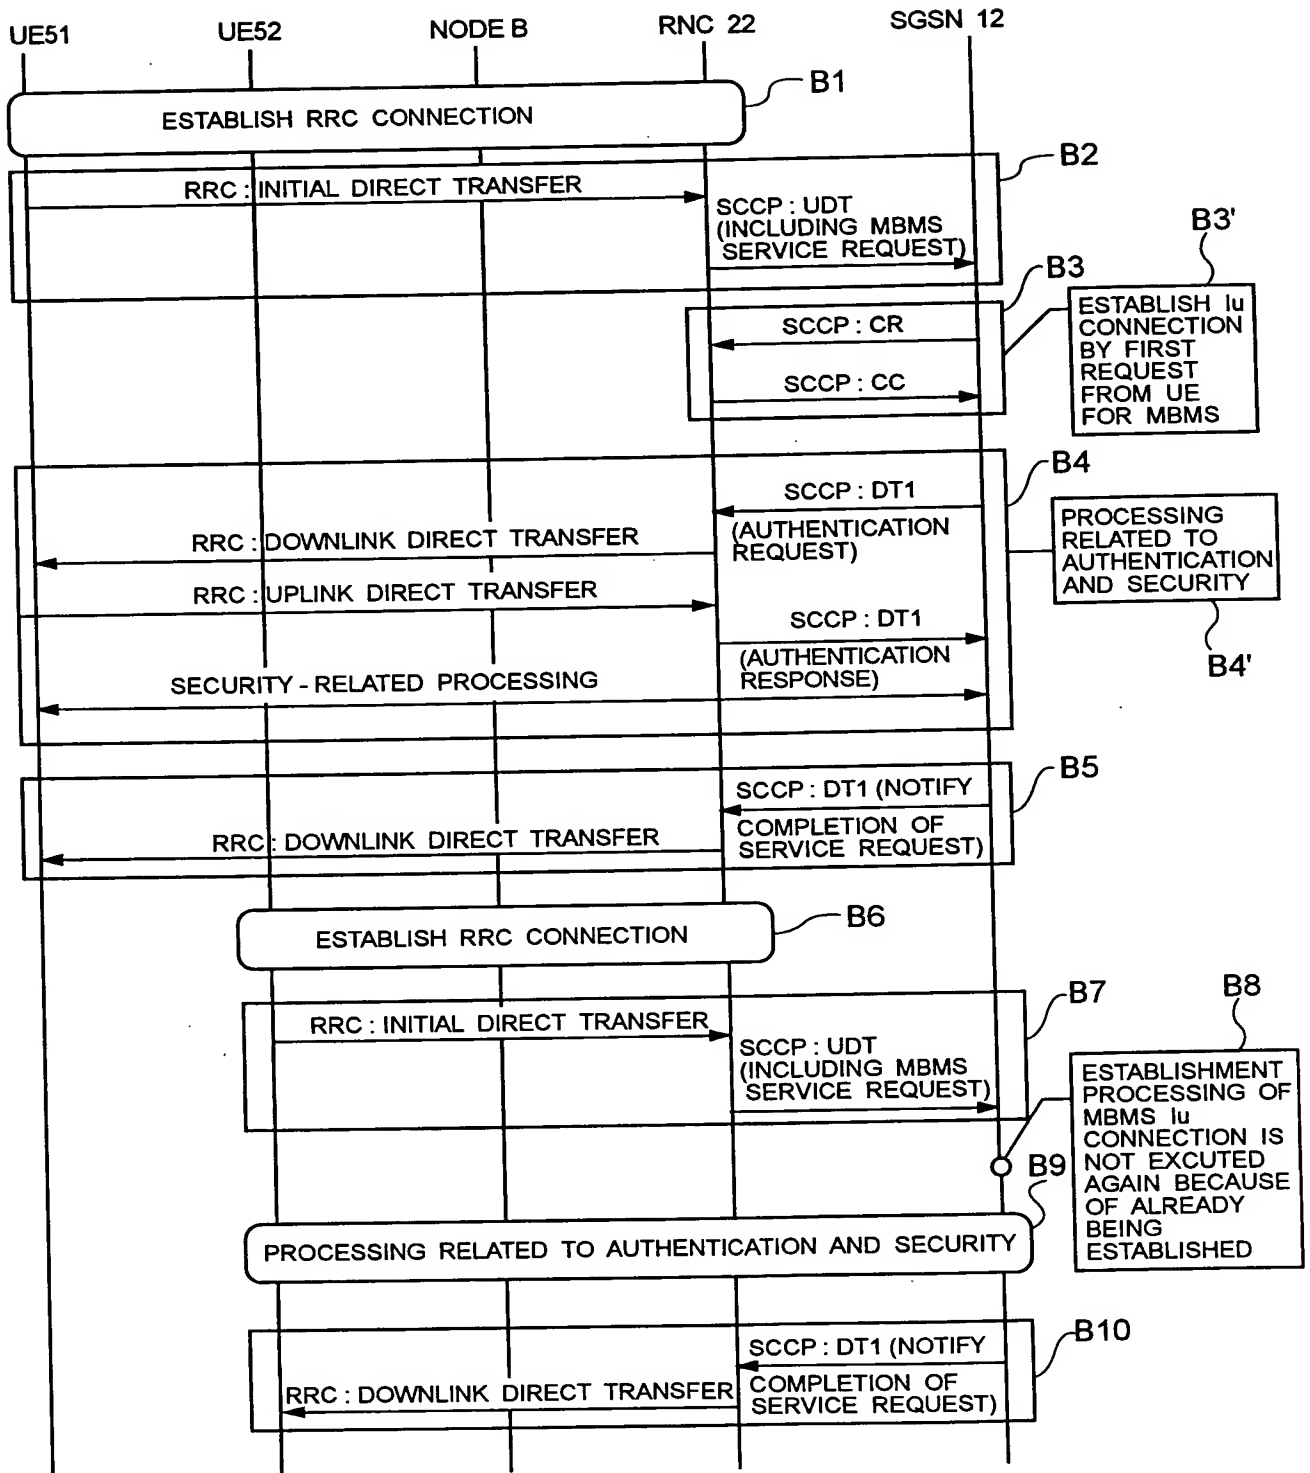 UE51
UE52
NODE B
RNC 22
SGSN 12
B1
ESTABLISH RRC CONNECTION
B2
RRC : INITIAL DIRECT TRANSFER
SCCP : UDT
(INCLUDING MBMS
SERVICE REQUEST)
B3'
B3
SCCP : CR
SCCP : CC
ESTABLISH Iu
CONNECTION
BY FIRST
REQUEST
FROM UE
FOR MBMS
B4
SCCP : DT1
(AUTHENTICATION
REQUEST)
RRC : DOWNLINK DIRECT TRANSFER
RRC : UPLINK DIRECT TRANSFER
SCCP : DT1
(AUTHENTICATION
RESPONSE)
SECURITY - RELATED PROCESSING
PROCESSING
RELATED TO
AUTHENTICATION
AND SECURITY
B4'
B5
SCCP : DT1 (NOTIFY
COMPLETION OF
SERVICE REQUEST)
RRC : DOWNLINK DIRECT TRANSFER
B6
ESTABLISH RRC CONNECTION
B7
RRC : INITIAL DIRECT TRANSFER
SCCP : UDT
(INCLUDING MBMS
SERVICE REQUEST)
B8
ESTABLISHMENT
PROCESSING OF
MBMS Iu
CONNECTION IS
NOT EXCUTED
AGAIN BECAUSE
OF ALREADY
BEING
ESTABLISHED
B9
PROCESSING RELATED TO AUTHENTICATION AND SECURITY
B10
SCCP : DT1 (NOTIFY
COMPLETION OF
SERVICE REQUEST)
RRC : DOWNLINK DIRECT TRANSFER